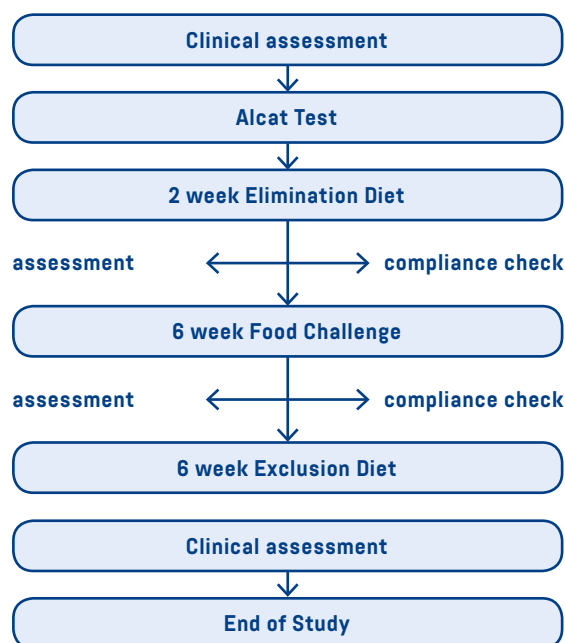 Clinical assessment
Alcat Test
2 week Elimination Diet
assessment compliance check
6 week Food Challenge
assessment compliance check
6 week Exclusion Diet
Clinical assessment
End of Study